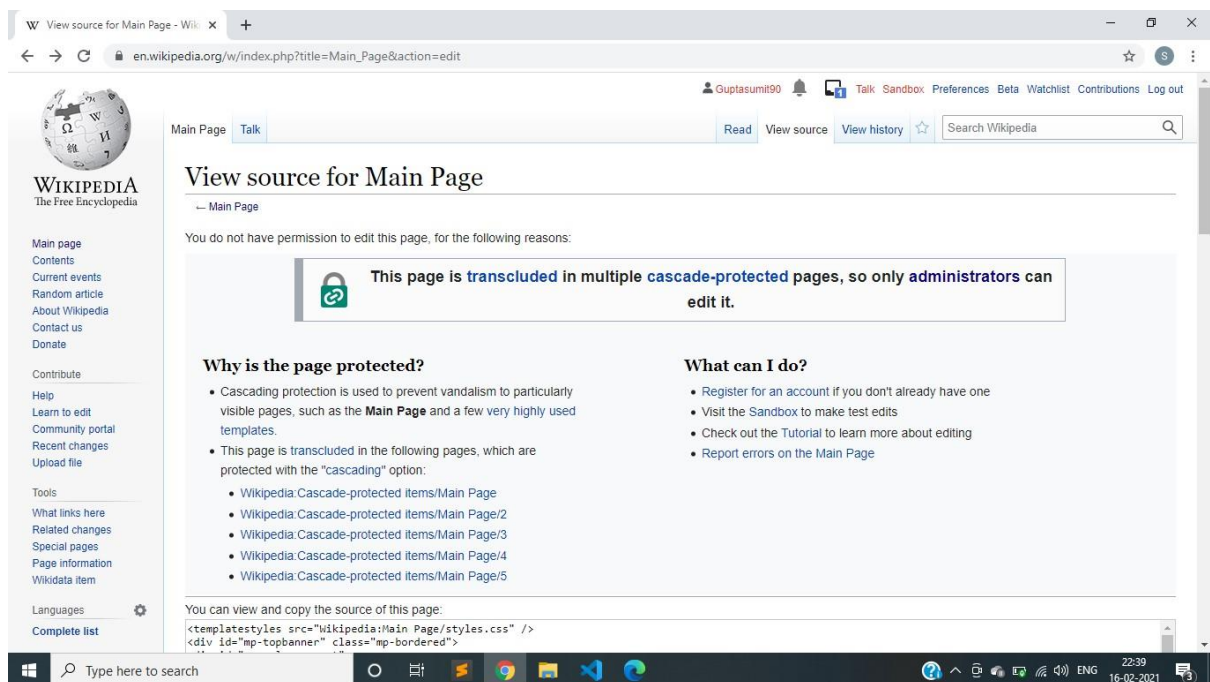 View source for Main Page - Wiki
en.wikipedia.org/w/index.php?title=Main_Page&action=edit
S
Guptasumit90 1 Talk Sandbox Preferences Beta Watchlist Contributions Log out
Main Page Talk Read View source View history Search Wikipedia
WIKIPEDIA
The Free Encyclopedia
Main page
Contents
Current events
Random article
About Wikipedia
Contact us
Donate
Contribute
Help
Learn to edit
Community portal
Recent changes
Upload file
Tools
What links here
Related changes
Special pages
Page information
Wikidata item
Languages
Complete list
View source for Main Page
← Main Page
You do not have permission to edit this page, for the following reasons:
This page is transcluded in multiple cascade-protected pages, so only administrators can
edit it.
Why is the page protected?
• Cascading protection is used to prevent vandalism to particularly
visible pages, such as the Main Page and a few very highly used
templates.
• This page is transcluded in the following pages, which are
protected with the "cascading" option:
• Wikipedia:Cascade-protected items/Main Page
• Wikipedia:Cascade-protected items/Main Page/2
• Wikipedia:Cascade-protected items/Main Page/3
• Wikipedia:Cascade-protected items/Main Page/4
• Wikipedia:Cascade-protected items/Main Page/5
What can I do?
• Register for an account if you don't already have one
• Visit the Sandbox to make test edits
• Check out the Tutorial to learn more about editing
• Report errors on the Main Page
You can view and copy the source of this page:
<templatestyles src="Wikipedia:Main Page/styles.css" />
<div id="mp-topbanner" class="mp-bordered">
Type here to search
ENG
22:39
16-02-2021
3